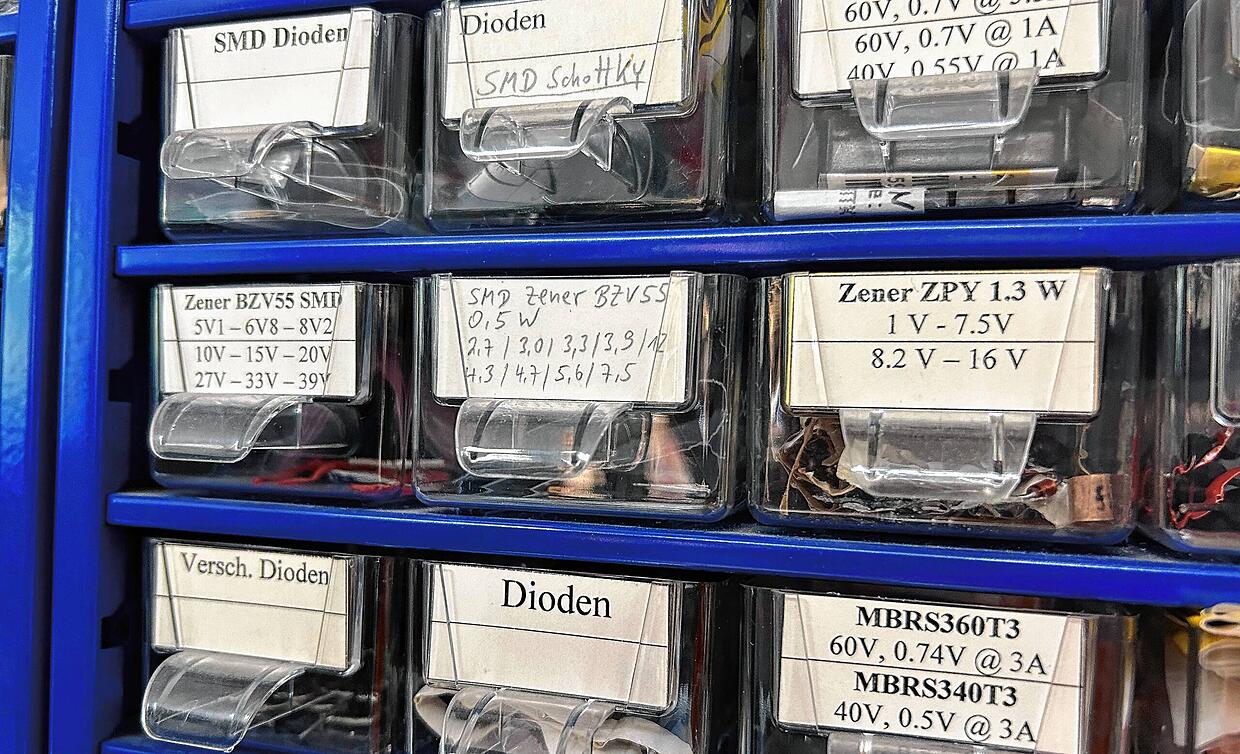 SMD Dioden
Dioden
SMD Schottky
60V, 0.7V @
60V, 0.7V @ 1A
40V, 0.55V @ 1A
Zener BZV55 SMD
5V1 – 6V8 – 8V2
10V – 15V – 20V
27V – 33V – 39V
SMD Zener BZV55
0,5 W
2,7 / 3,0 / 3,3 / 3,9 / 12
4,3 / 4,7 / 5,6 / 7,5
Zener ZPY 1.3 W
1 V - 7.5V
8.2 V – 16 V
Versch. Dioden
Dioden
MBRS360T3
60V, 0.74V @ 3A
MBRS340T3
40V, 0.5V @ 3A